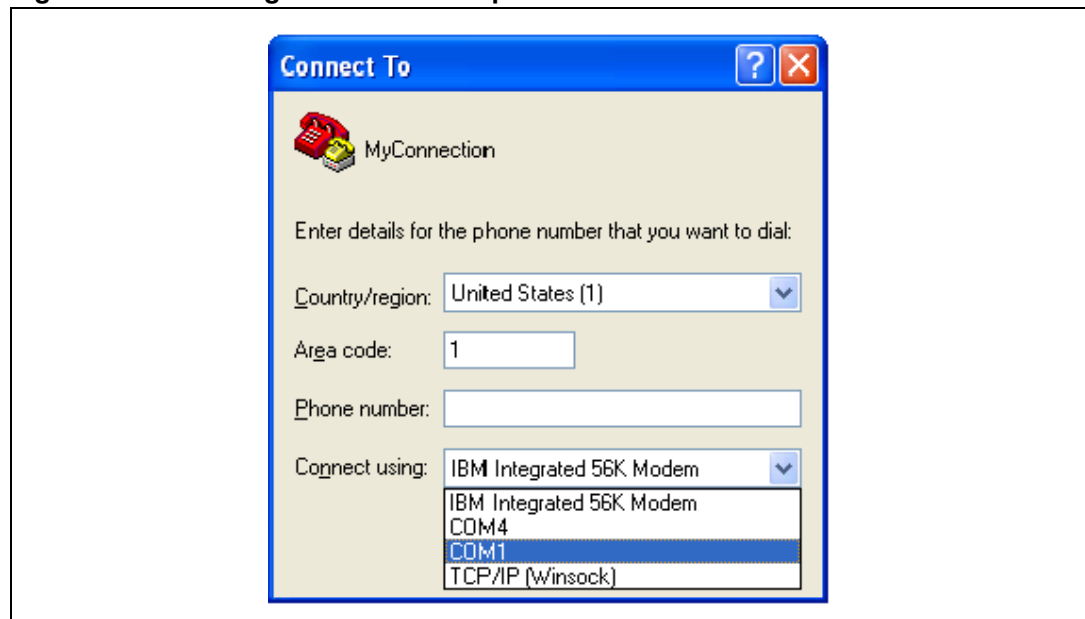 Connect To
MyConnection
Enter details for the phone number that you want to dial:
Country/region: United States (1)
Area code: 1
Phone number:
Connect using: IBM Integrated 56K Modem
IBM Integrated 56K Modem
COM4
COM1
TCP/IP (Winsock)